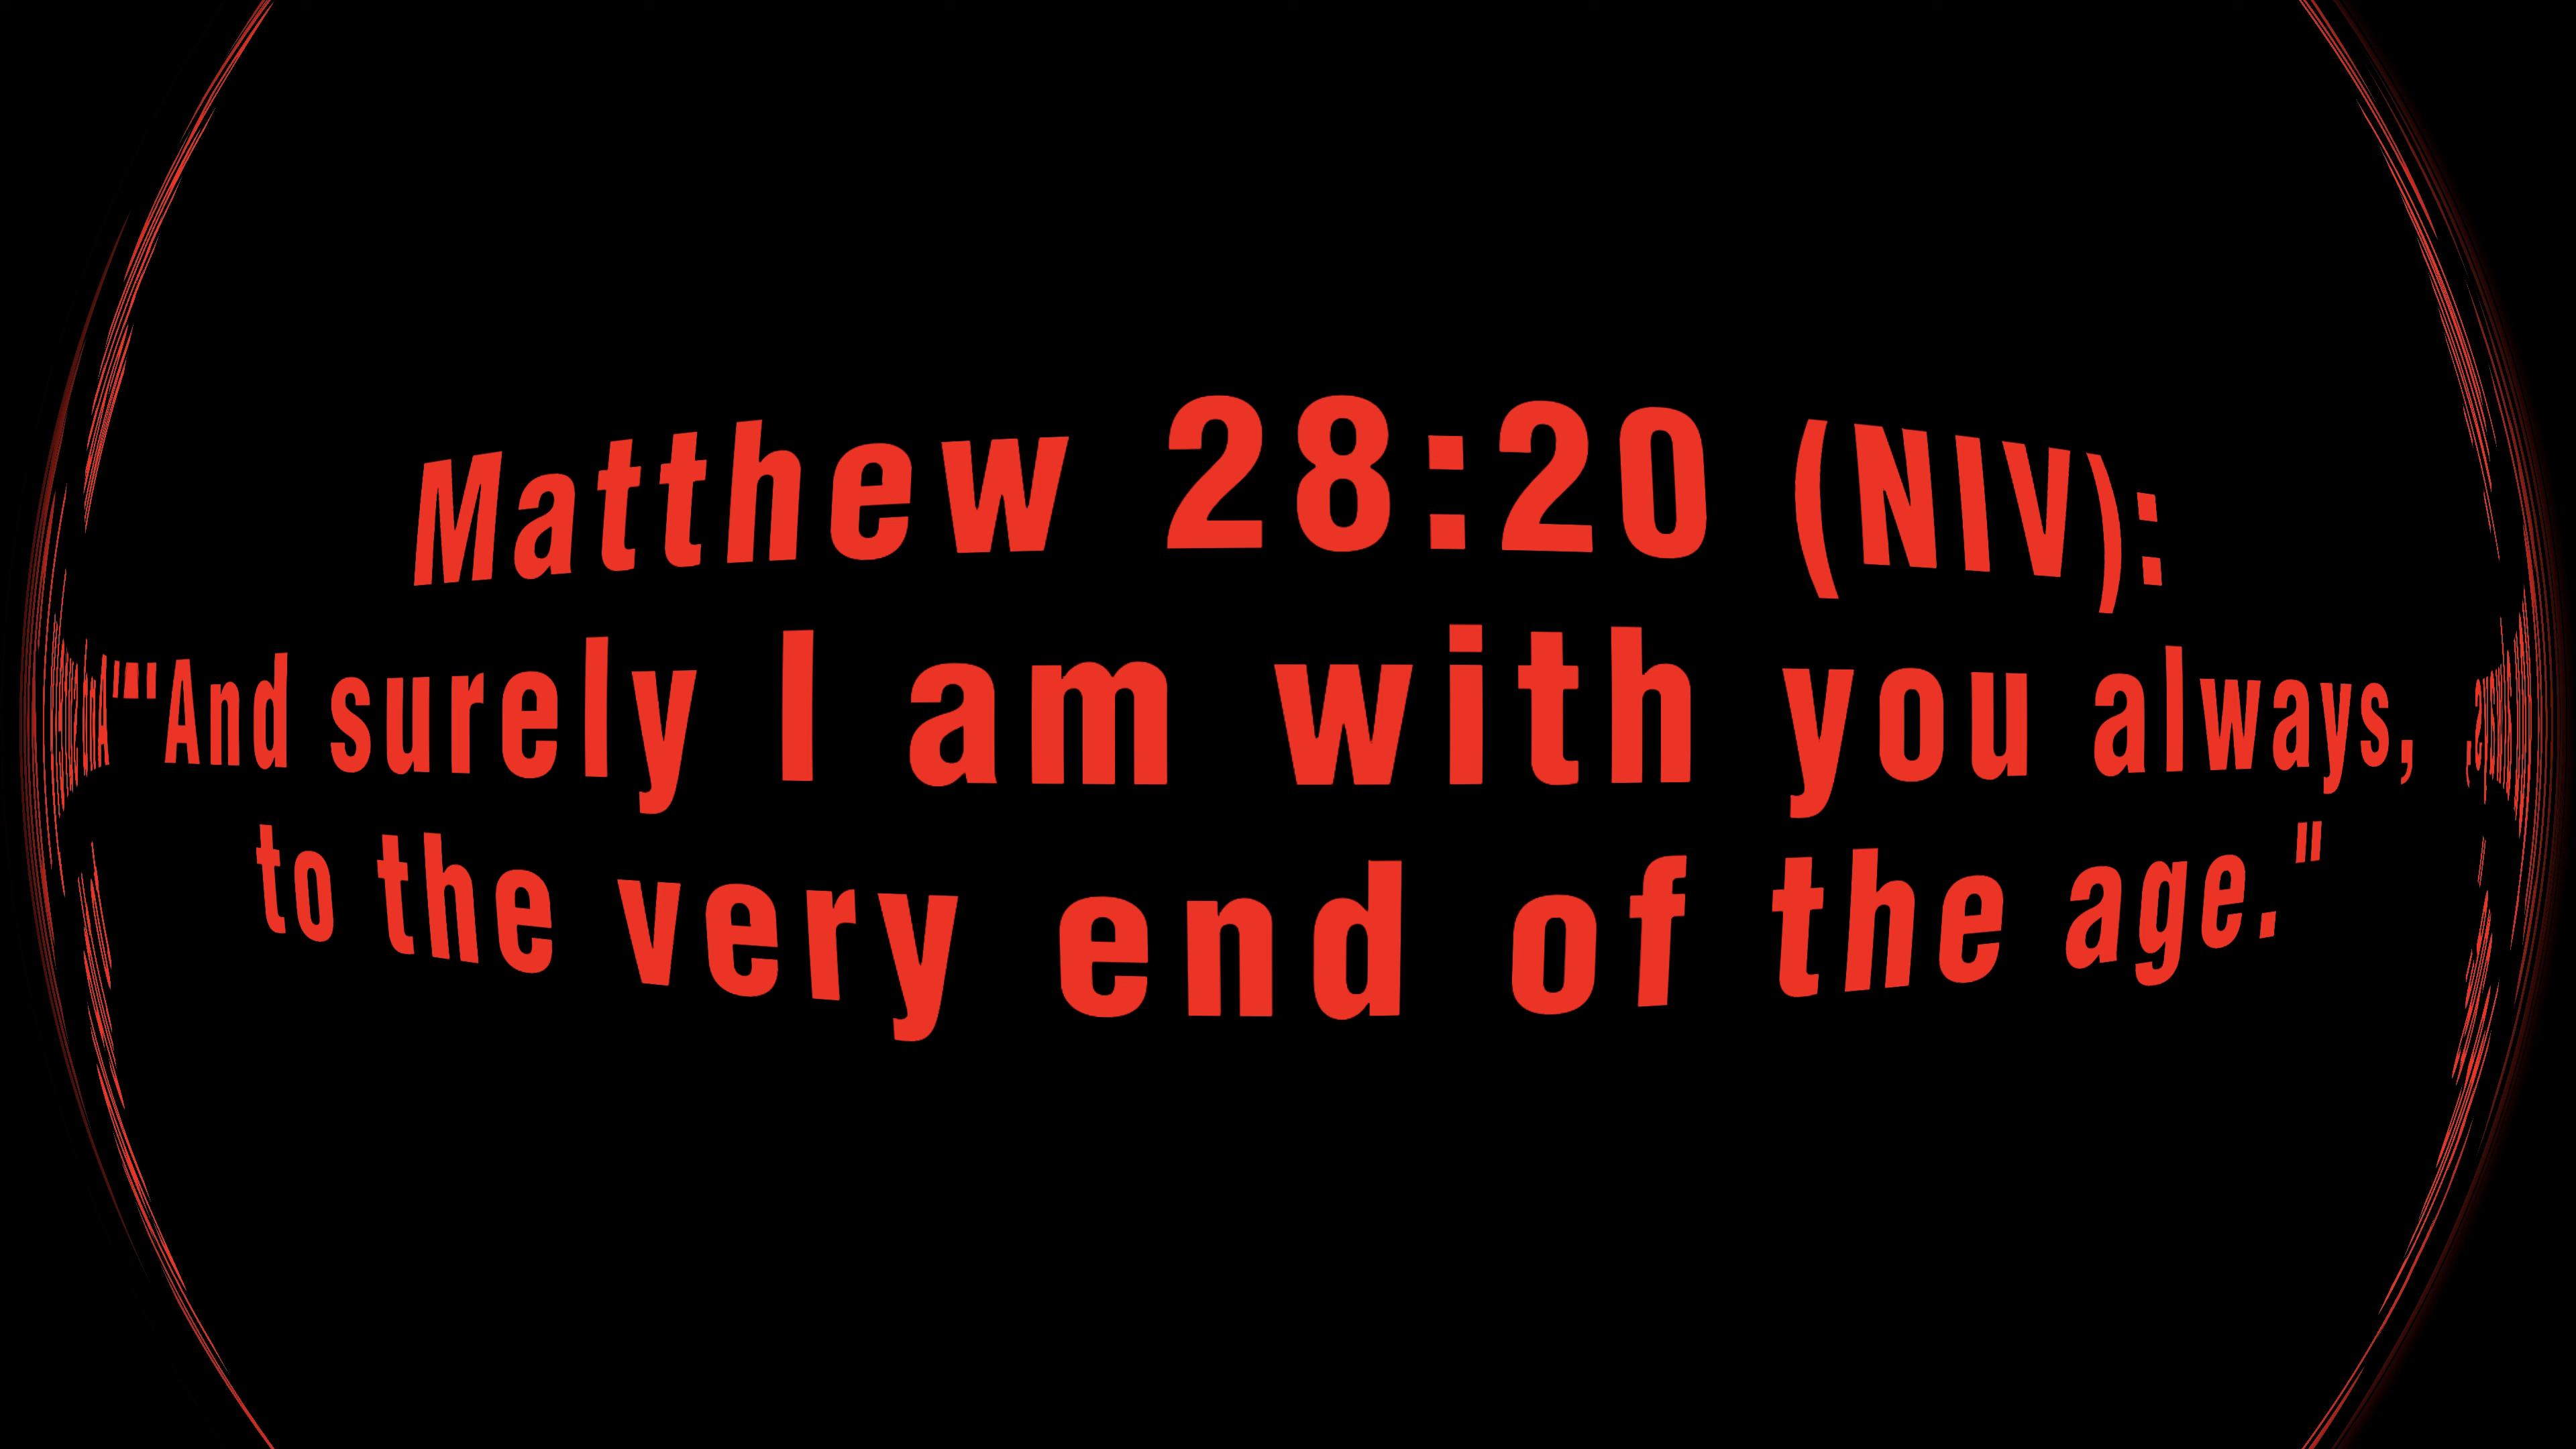 Matthew 28:20 (NIV):
"And surely I am with you always,
to the very end of the age."